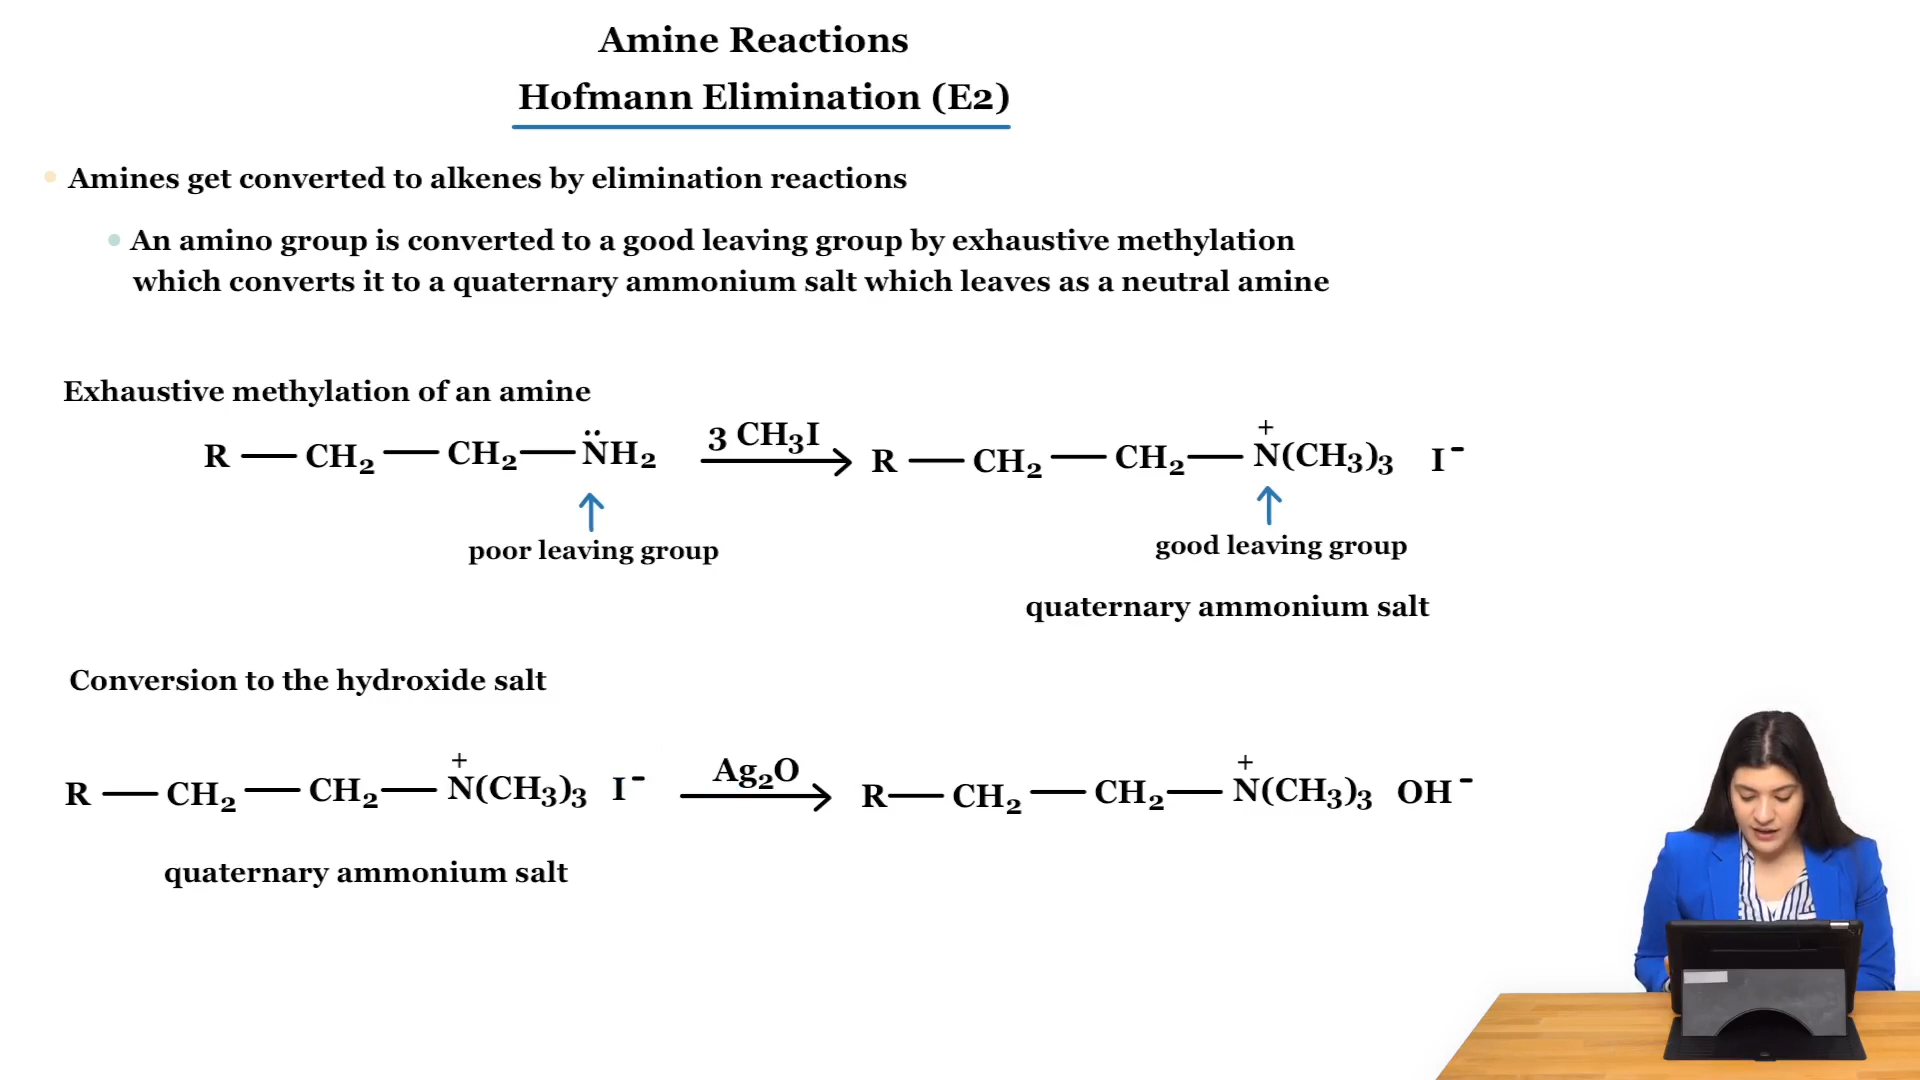 Amine Reactions
Hofmann Elimination (E2)
Amines get converted to alkenes by elimination reactions
An amino group is converted to a good leaving group by exhaustive methylation
which converts it to a quaternary ammonium salt which leaves as a neutral amine
Exhaustive methylation of an amine
R — CH₂ — CH₂ — N̈H₂ 3 CH₃I → R — CH₂ — CH₂ — N⁺(CH₃)₃ I⁻
poor leaving group good leaving group
quaternary ammonium salt
Conversion to the hydroxide salt
R — CH₂ — CH₂ — N⁺(CH₃)₃ I⁻ Ag₂O → R — CH₂ — CH₂ — N⁺(CH₃)₃ OH⁻
quaternary ammonium salt